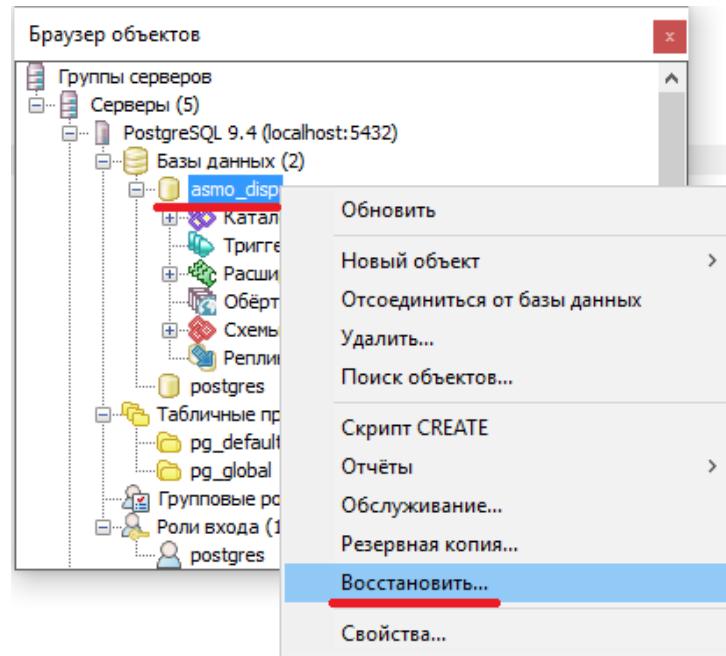 Браузер объектов
x
Группы серверов
Серверы (5)
PostgreSQL 9.4 (localhost:5432)
Базы данных (2)
asmo_disp
Катал
Тригге
Расши
Обёрт
Схемы
Реплик
postgres
Табличные пр
pg_default
pg_global
Групповые ро
Роли входа (1
postgres
Обновить
Новый объект
Отсоединиться от базы данных
Удалить...
Поиск объектов...
Скрипт CREATE
Отчёты
Обслуживание...
Резервная копия...
Восстановить...
Свойства...